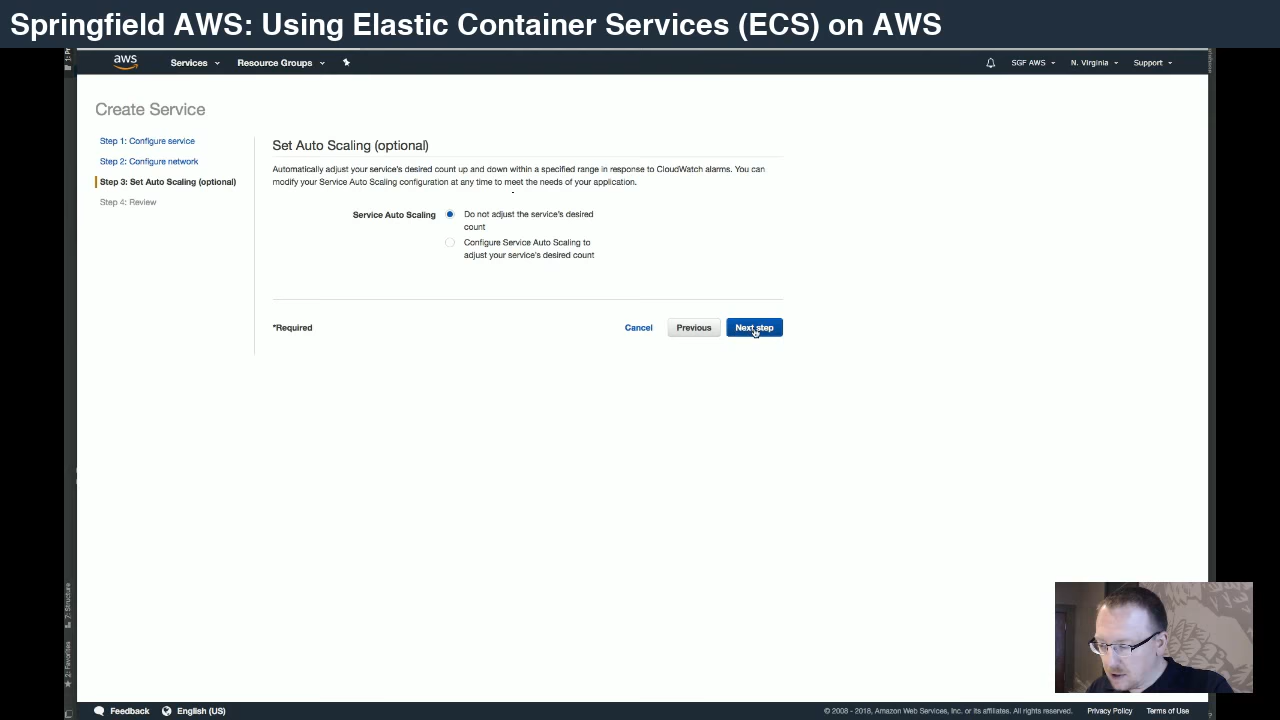 Springfield AWS: Using Elastic Container Services (ECS) on AWS
aws Services Resource Groups SGF AWS N. Virginia Support
Create Service
Step 1: Configure service
Step 2: Configure network
Step 3: Set Auto Scaling (optional)
Step 4: Review
Set Auto Scaling (optional)
Automatically adjust your service's desired count up and down within a specified range in response to CloudWatch alarms. You can
modify your Service Auto Scaling configuration at any time to meet the needs of your application.
Service Auto Scaling
Do not adjust the service's desired
count
Configure Service Auto Scaling to
adjust your service's desired count
*Required Cancel Previous Next step
7: Structure
2: Favorites
Feedback English (US) © 2008 - 2018, Amazon Web Services, Inc. or its affiliates. All rights reserved. Privacy Policy Terms of Use